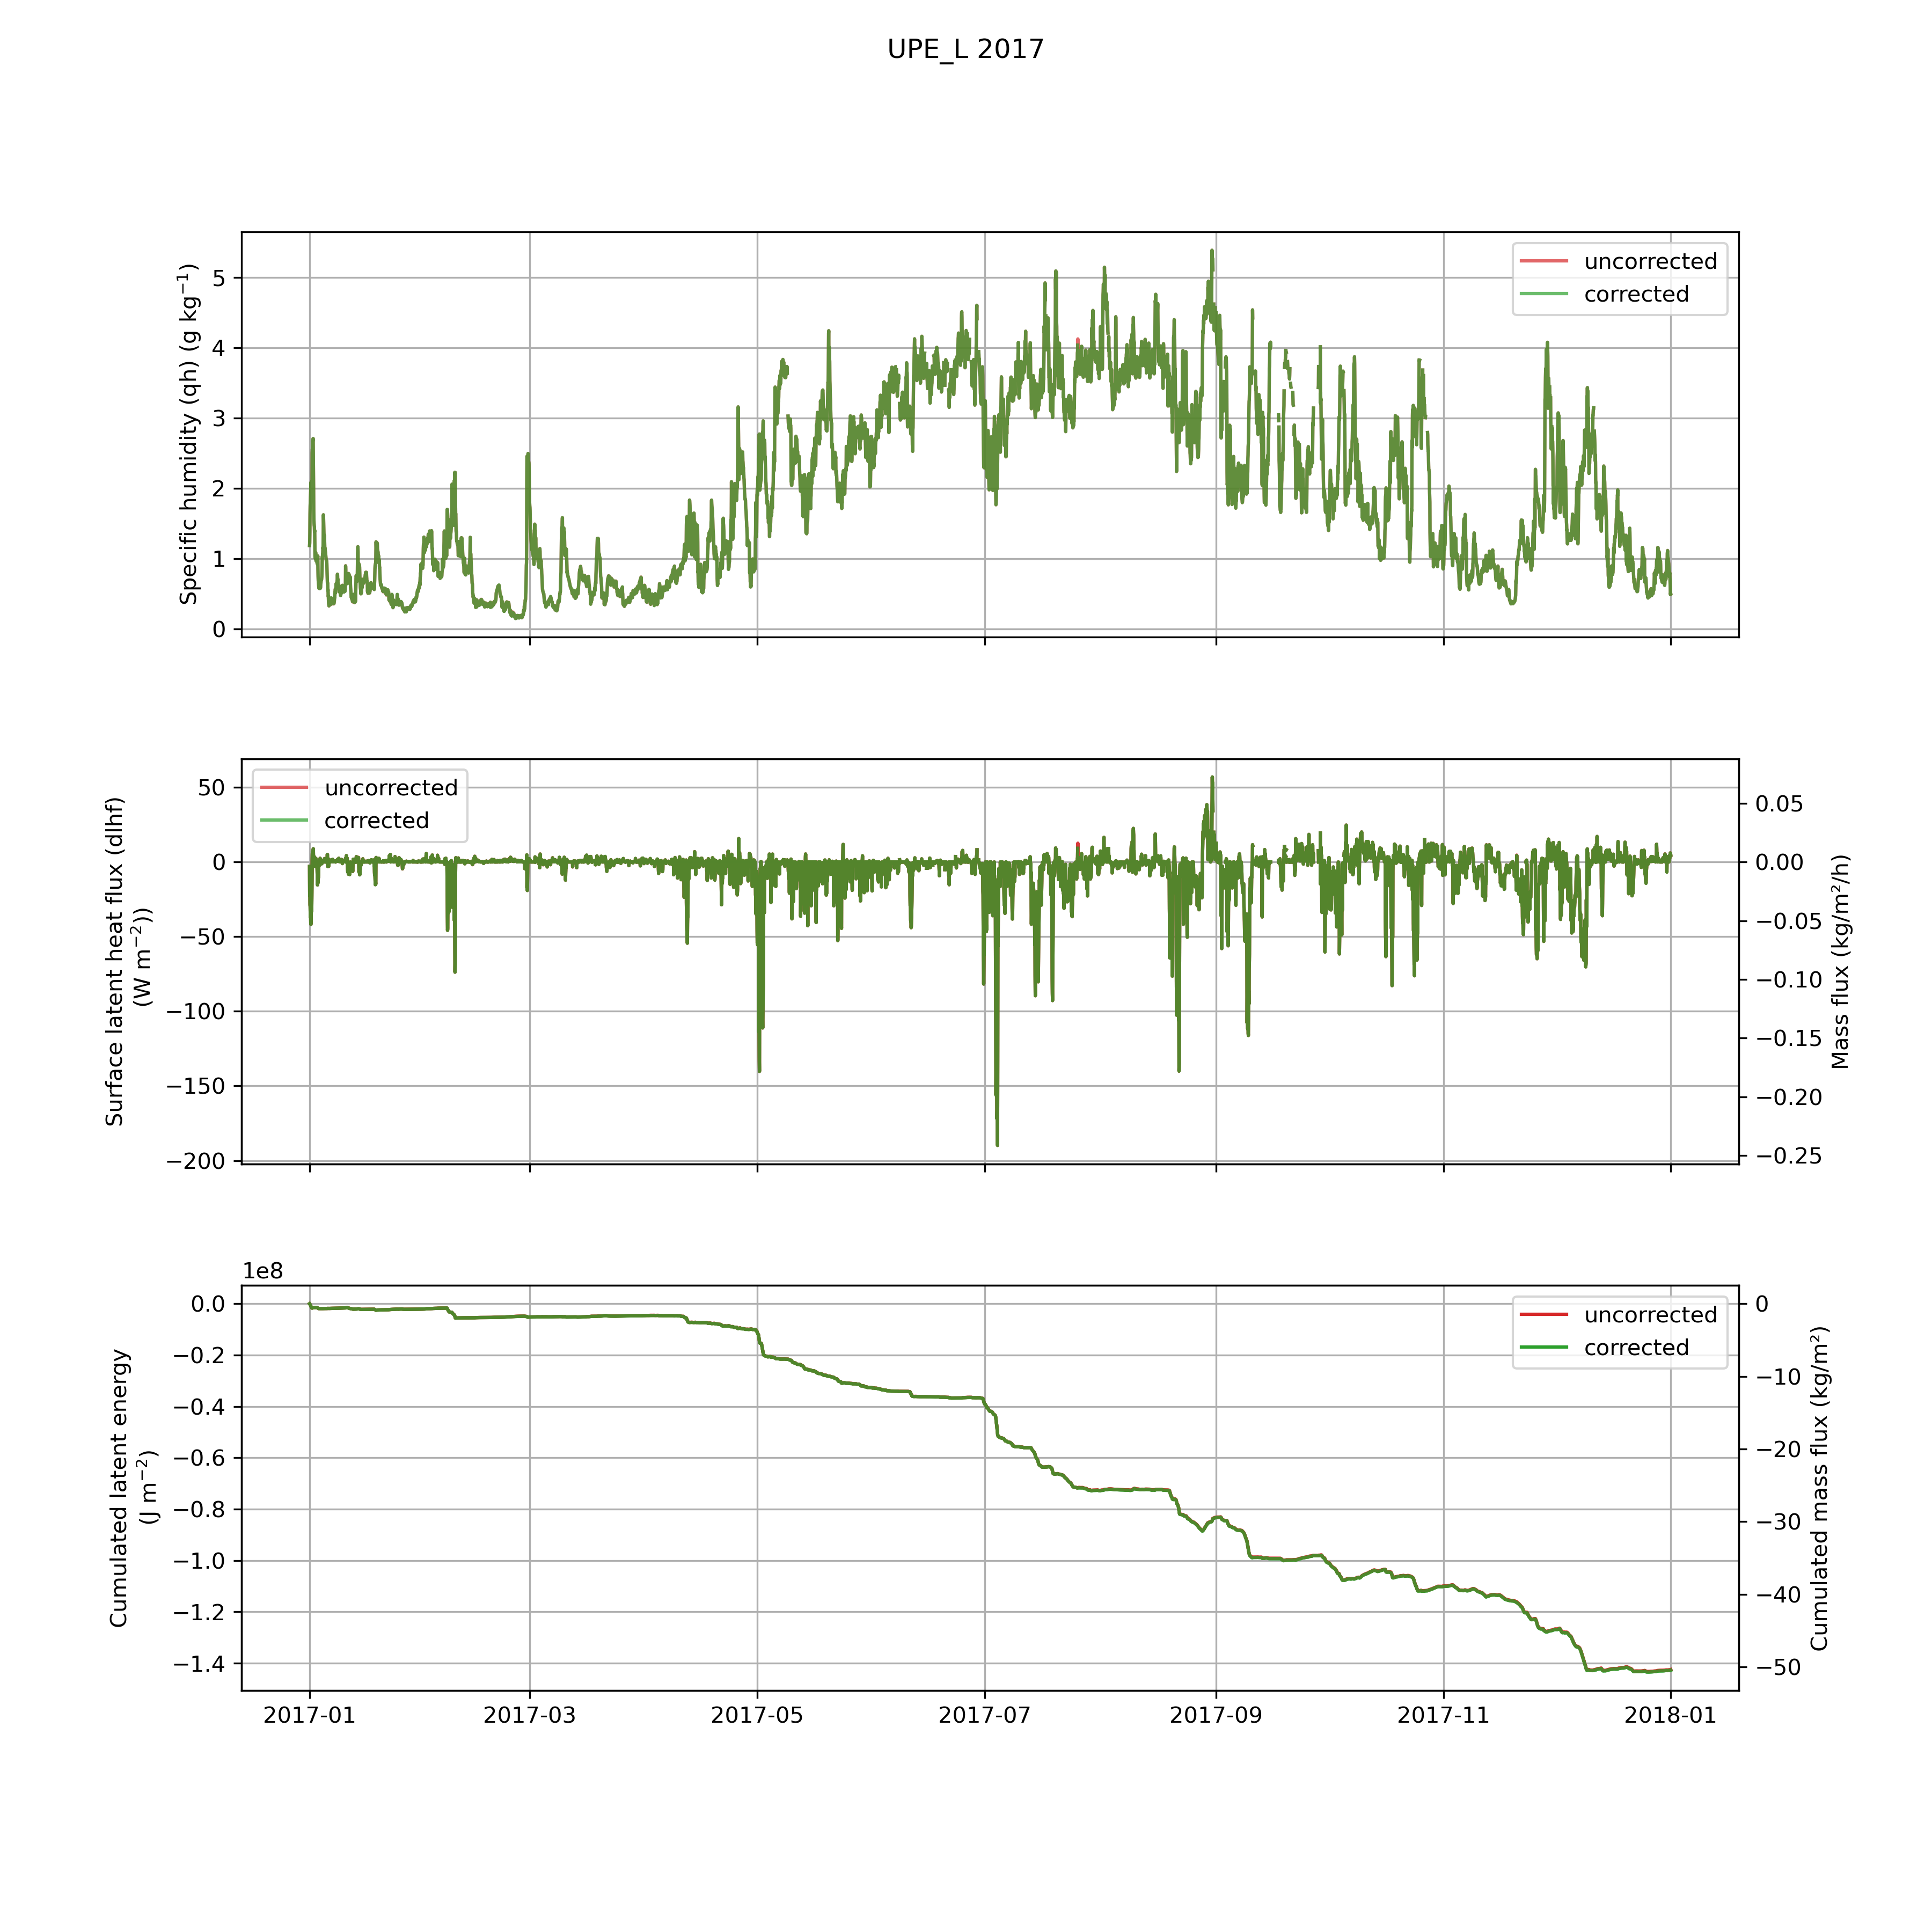 UPE_L 2017
Specific humidity (qh) (g kg⁻¹)
5
4
3
2
1
0
uncorrected
corrected
Surface latent heat flux (dlhf)
(W m⁻²))
50
0
−50
−100
−150
−200
uncorrected
corrected
0.05
0.00
−0.05
−0.10
−0.15
−0.20
−0.25
Mass flux (kg/m²/h)
1e8
Cumulated latent energy
(J m⁻²)
0.0
−0.2
−0.4
−0.6
−0.8
−1.0
−1.2
−1.4
uncorrected
corrected
0
−10
−20
−30
−40
−50
Cumulated mass flux (kg/m²)
2017-01 2017-03 2017-05 2017-07 2017-09 2017-11 2018-01